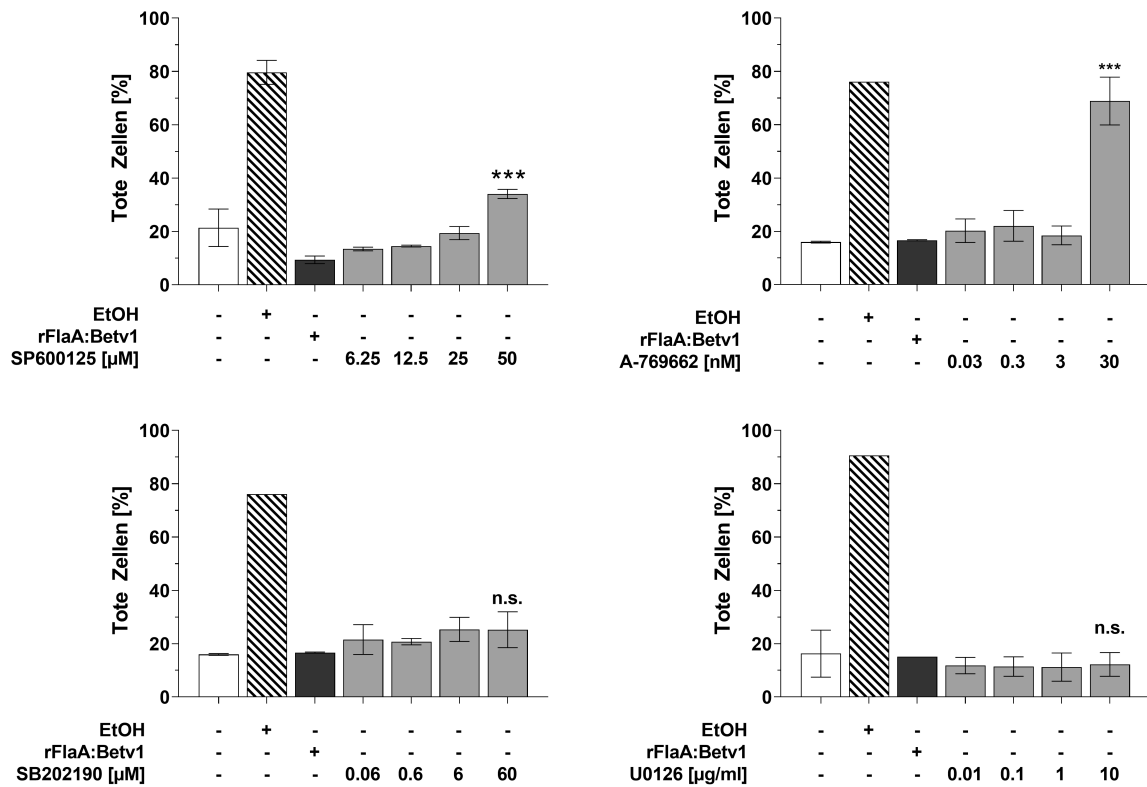 100
80
60
40
20
0
Tote Zellen [%]
***
EtOH - + - - - - -
rFlaA:Betv1 - - + - - - -
SP600125 [µM] - - - 6.25 12.5 25 50
100
80
60
40
20
0
Tote Zellen [%]
***
EtOH - + - - - - -
rFlaA:Betv1 - - + - - - -
A-769662 [nM] - - - 0.03 0.3 3 30
100
80
60
40
20
0
Tote Zellen [%]
n.s.
EtOH - + - - - - -
rFlaA:Betv1 - - + - - - -
SB202190 [µM] - - - 0.06 0.6 6 60
100
80
60
40
20
0
Tote Zellen [%]
n.s.
EtOH - + - - - - -
rFlaA:Betv1 - - + - - - -
U0126 [µg/ml] - - - 0.01 0.1 1 10